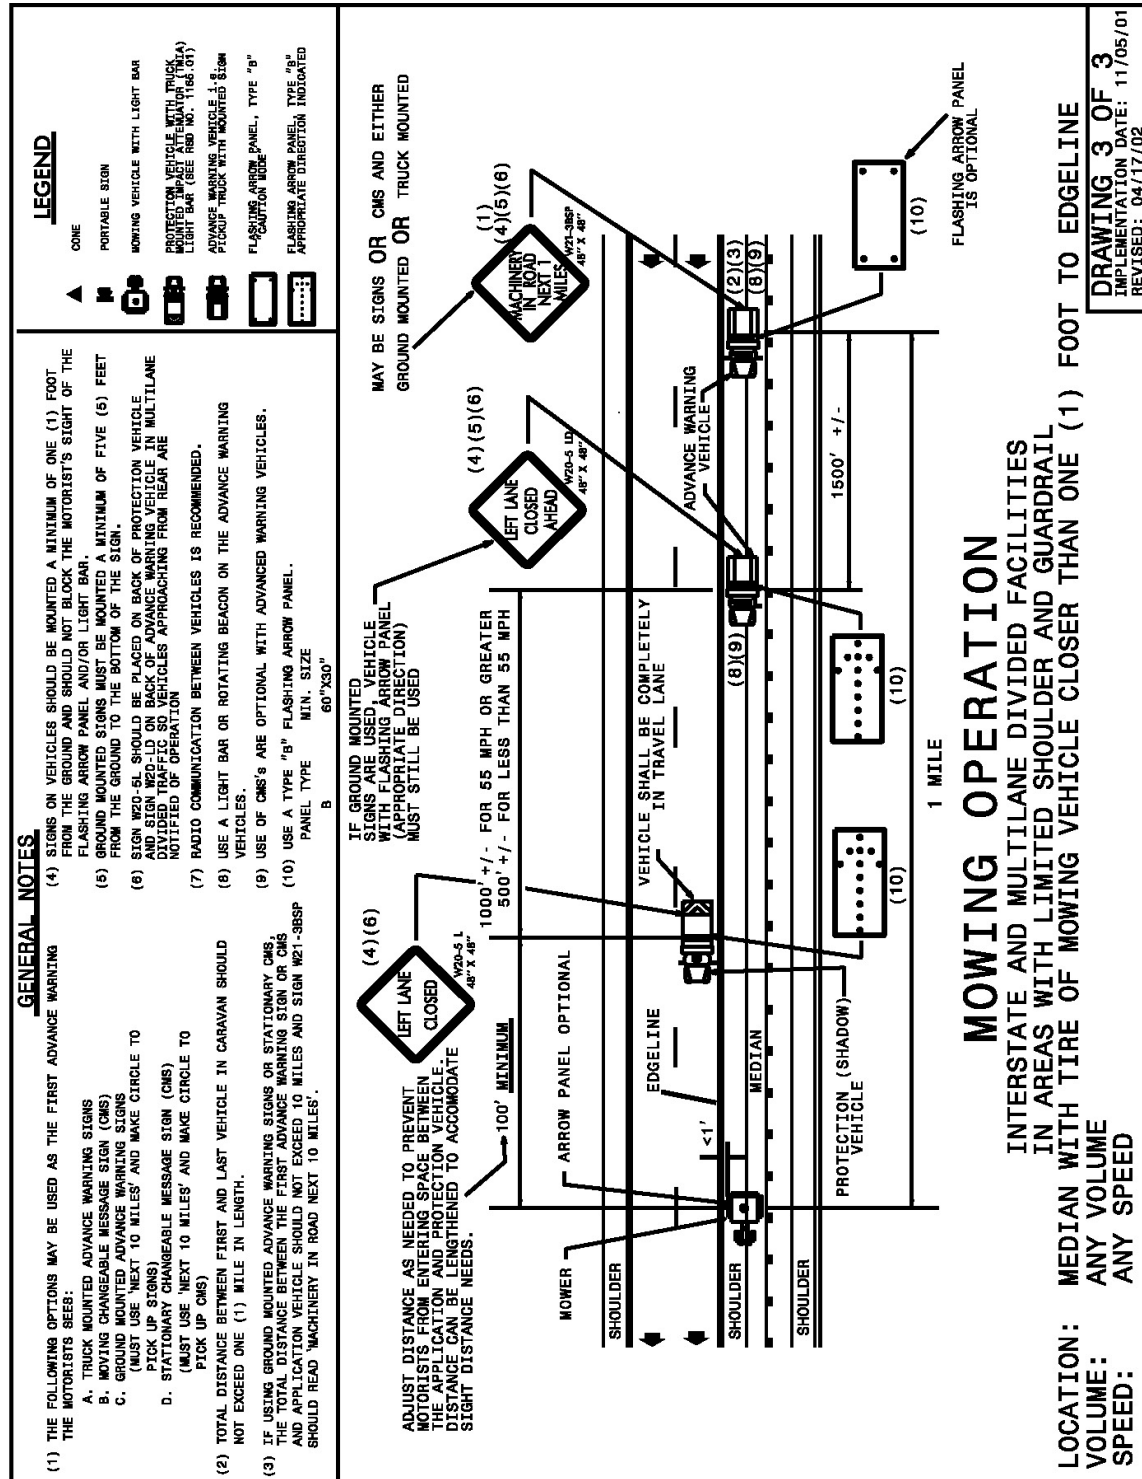 GENERAL NOTES
(1) THE FOLLOWING OPTIONS MAY BE USED AS THE FIRST ADVANCE WARNING
THE MOTORISTS SEES:
A. TRUCK MOUNTED ADVANCE WARNING SIGNS
B. MOVING CHANGEABLE MESSAGE SIGN (CMS)
C. GROUND MOUNTED ADVANCE WARNING SIGNS
(MUST USE 'NEXT 10 MILES' AND MAKE CIRCLE TO
PICK UP SIGNS)
D. STATIONARY CHANGEABLE MESSAGE SIGN (CMS)
(MUST USE 'NEXT 10 MILES' AND MAKE CIRCLE TO
PICK UP CMS)
(2) TOTAL DISTANCE BETWEEN FIRST AND LAST VEHICLE IN CARAVAN SHOULD
NOT EXCEED ONE (1) MILE IN LENGTH.
(3) IF USING GROUND MOUNTED ADVANCE WARNING SIGNS OR STATIONARY CMS,
THE TOTAL DISTANCE BETWEEN THE FIRST ADVANCE WARNING SIGN OR CMS
AND APPLICATION VEHICLE SHOULD NOT EXCEED 10 MILES AND SIGN W21-3BSP
SHOULD READ 'MACHINERY IN ROAD NEXT 10 MILES'.
(4) SIGNS ON VEHICLES SHOULD BE MOUNTED A MINIMUM OF ONE (1) FOOT
FROM THE GROUND AND SHOULD NOT BLOCK THE MOTORIST'S SIGHT OF THE
FLASHING ARROW PANEL AND/OR LIGHT BAR.
(5) GROUND MOUNTED SIGNS MUST BE MOUNTED A MINIMUM OF FIVE (5) FEET
FROM THE GROUND TO THE BOTTOM OF THE SIGN.
(6) SIGN W20-5L SHOULD BE PLACED ON BACK OF PROTECTION VEHICLE
AND SIGN W20-LD ON BACK OF ADVANCE WARNING VEHICLE IN MULTILANE
DIVIDED TRAFFIC SO VEHICLES APPROACHING FROM REAR ARE
NOTIFIED OF OPERATION
(7) RADIO COMMUNICATION BETWEEN VEHICLES IS RECOMMENDED.
(8) USE A LIGHT BAR OR ROTATING BEACON ON THE ADVANCE WARNING
VEHICLES.
(9) USE OF CMS's ARE OPTIONAL WITH ADVANCED WARNING VEHICLES.
(10) USE A TYPE "B" FLASHING ARROW PANEL.
PANEL TYPE MIN. SIZE
B 60"X30"
LEGEND
CONE
PORTABLE SIGN
MOWING VEHICLE WITH LIGHT BAR
PROTECTION VEHICLE WITH TRUCK
MOUNTED IMPACT ATTENUATOR (TMIA)
LIGHT BAR (SEE RSD NO. 1165.01)
ADVANCE WARNING VEHICLE i.e.
PICKUP TRUCK WITH MOUNTED SIGN
FLASHING ARROW PANEL, TYPE "B"
"CAUTION MODE"
FLASHING ARROW PANEL, TYPE "B"
APPROPRIATE DIRECTION INDICATED
ADJUST DISTANCE AS NEEDED TO PREVENT
MOTORISTS FROM ENTERING SPACE BETWEEN
THE APPLICATION AND PROTECTION VEHICLE.
DISTANCE CAN BE LENGTHENED TO ACCOMODATE
SIGHT DISTANCE NEEDS.
LEFT LANE
CLOSED
(4)(6)
W20-5 L
48" X 48"
IF GROUND MOUNTED
SIGNS ARE USED, VEHICLE
WITH FLASHING ARROW PANEL
(APPROPRIATE DIRECTION)
MUST STILL BE USED
LEFT LANE
CLOSED
AHEAD
(4)(5)(6)
W20-5 LD
48" X 48"
MAY BE SIGNS OR CMS AND EITHER
GROUND MOUNTED OR TRUCK MOUNTED
MACHINERY
IN ROAD
NEXT 1
MILES
(1)
(4)(5)(6)
W21-3BSP
48" X 48"
100' MINIMUM
1000' +/- FOR 55 MPH OR GREATER
500' +/- FOR LESS THAN 55 MPH
MOWER
ARROW PANEL OPTIONAL
SHOULDER
EDGELINE
VEHICLE SHALL BE COMPLETELY
IN TRAVEL LANE
ADVANCE WARNING
VEHICLE
<1'
SHOULDER
MEDIAN
(8)(9)
(2)(3)
(8)(9)
SHOULDER
PROTECTION (SHADOW)
VEHICLE
(10)
(10)
1500' +/-
(10)
FLASHING ARROW PANEL
IS OPTIONAL
1 MILE
MOWING OPERATION
INTERSTATE AND MULTILANE DIVIDED FACILITIES
IN AREAS WITH LIMITED SHOULDER AND GUARDRAIL
LOCATION: MEDIAN WITH TIRE OF MOWING VEHICLE CLOSER THAN ONE (1) FOOT TO EDGELINE
VOLUME: ANY VOLUME
SPEED: ANY SPEED
DRAWING 3 OF 3
IMPLEMENTATION DATE: 11/05/01
REVISED: 04/17/02